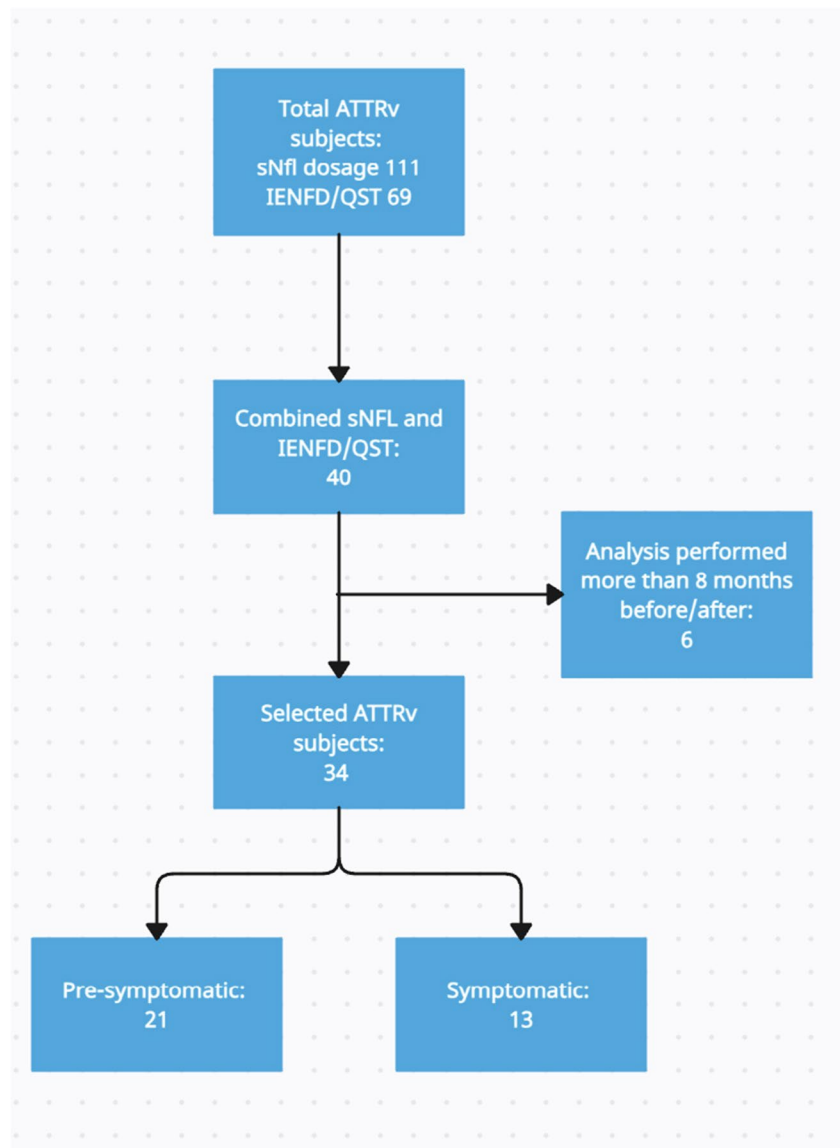 Total ATTRv
subjects:
sNfl dosage 111
IENFD/QST 69
Combined sNFL and
IENFD/QST:
40
Analysis performed
more than 8 months
before/after:
6
Selected ATTRv
subjects:
34
Pre-symptomatic:
21
Symptomatic:
13